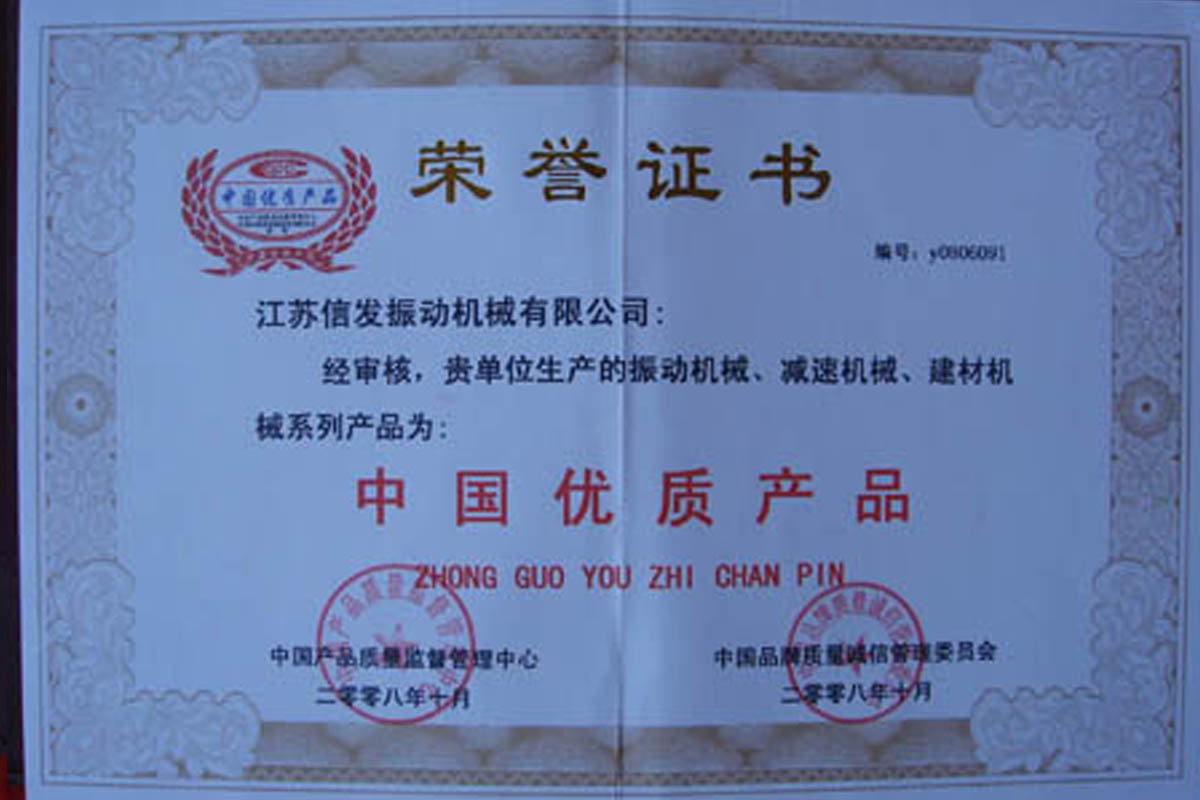 荣誉证书
中国优质产品
编号：y0806091
江苏信发振动机械有限公司：
经审核，贵单位生产的振动机械、减速机械、建材机
械系列产品为：
中国优质产品
ZHONG GUO YOU ZHI CHAN PIN
中国产品质量监督管理中心
二零零八年十月
中国品牌质量诚信管理委员会
二零零八年十月